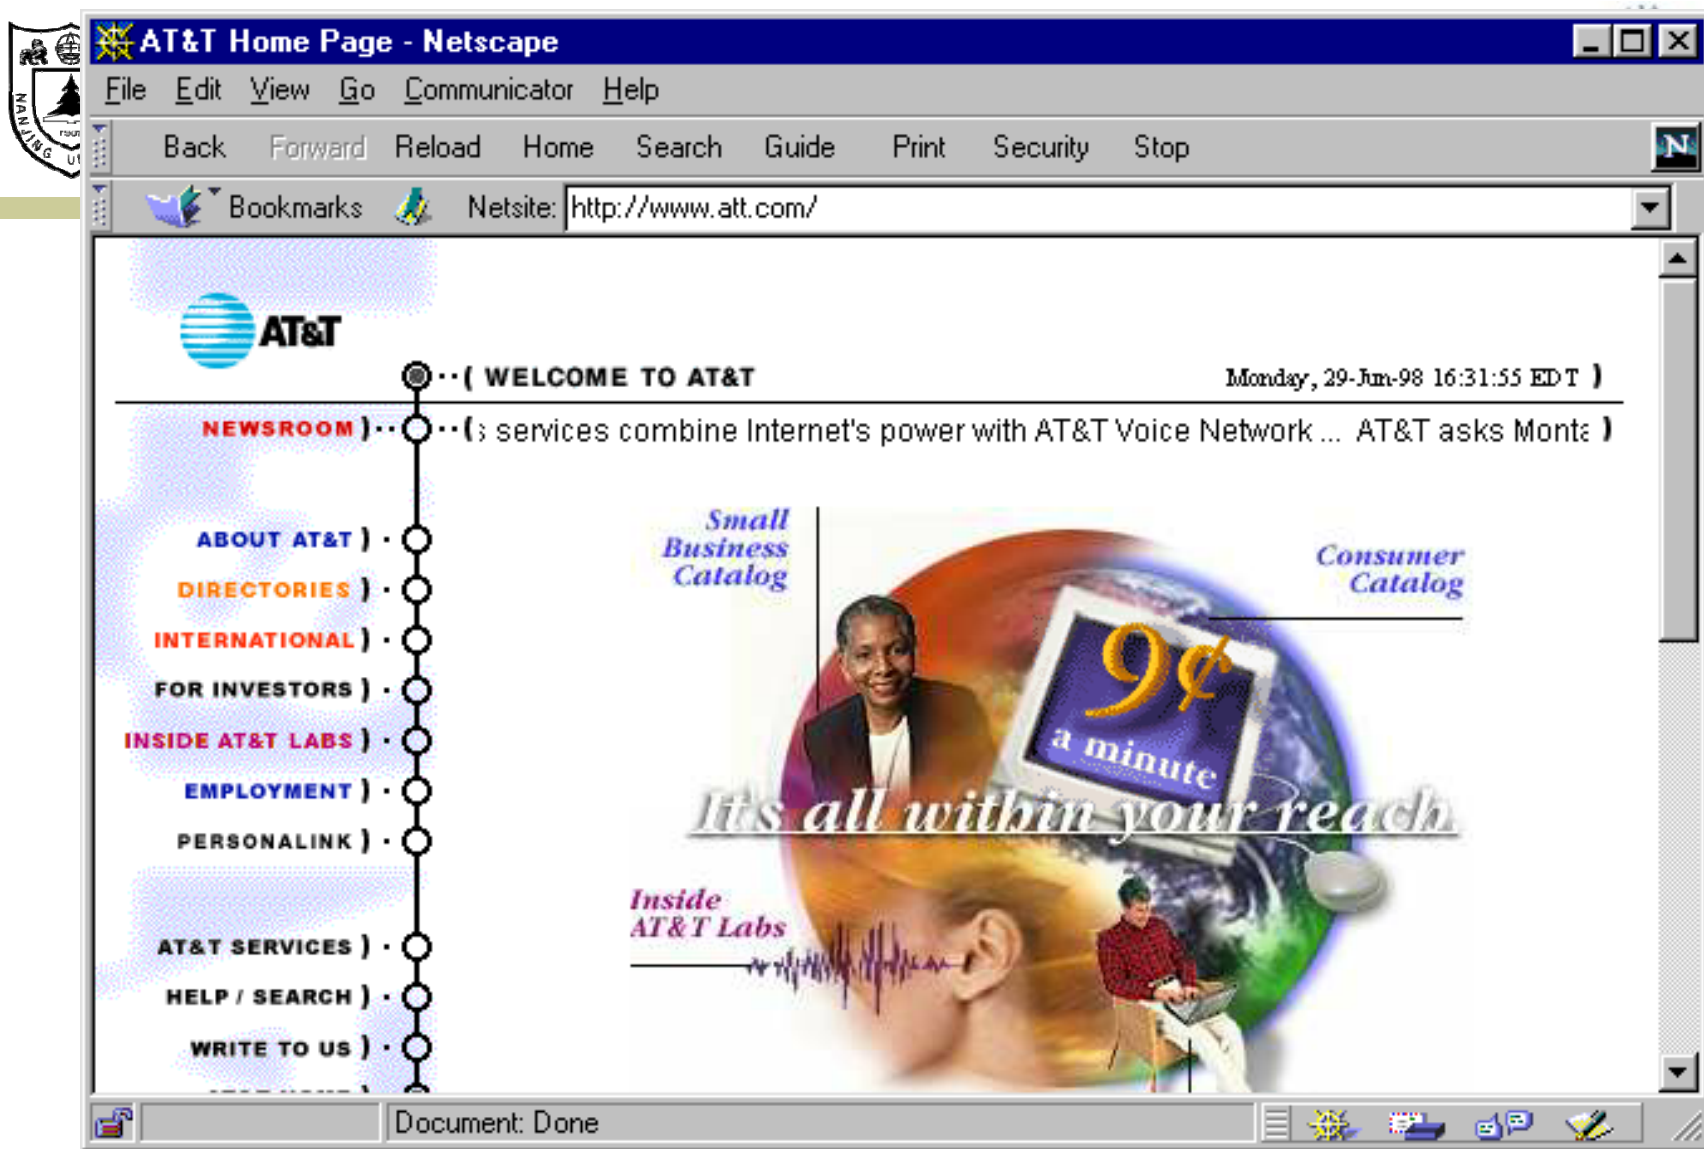 NANJING U
AT&T Home Page - Netscape
File Edit View Go Communicator Help
Back Forward Reload Home Search Guide Print Security Stop
N
Bookmarks Netsite: http://www.att.com/
AT&T
( WELCOME TO AT&T Monday, 29-Jun-98 16:31:55 EDT )
NEWSROOM ) ( s services combine Internet's power with AT&T Voice Network ... AT&T asks Monta )
ABOUT AT&T )
DIRECTORIES )
INTERNATIONAL )
FOR INVESTORS )
INSIDE AT&T LABS )
EMPLOYMENT )
PERSONALINK )
AT&T SERVICES )
HELP / SEARCH )
WRITE TO US )
Small
Business
Catalog
Consumer
Catalog
9¢
a minute
It's all within your reach
Inside
AT&T Labs
Document: Done